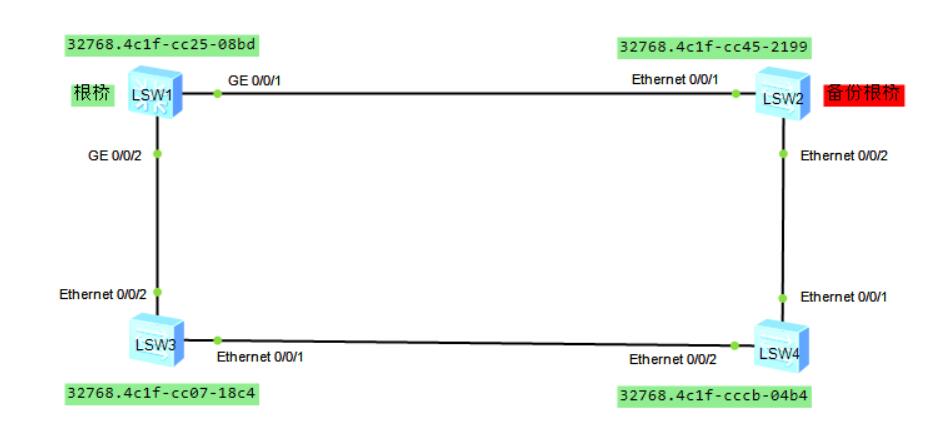 32768.4c1f-cc25-08bd
32768.4c1f-cc45-2199
根桥
LSW1
GE 0/0/1
Ethernet 0/0/1
LSW2
备份根桥
GE 0/0/2
Ethernet 0/0/2
Ethernet 0/0/2
Ethernet 0/0/1
LSW3
Ethernet 0/0/1
Ethernet 0/0/2
LSW4
32768.4c1f-cc07-18c4
32768.4c1f-cccb-04b4